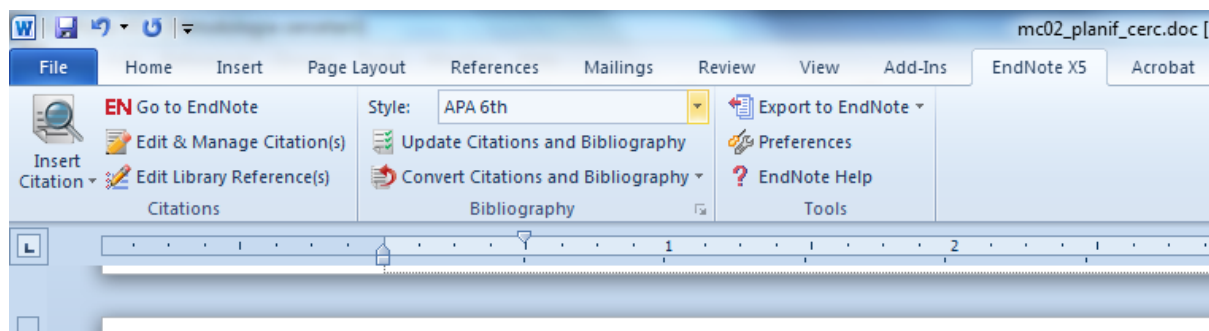 W
mc02_planif_cerc.doc [
File Home Insert Page Layout References Mailings Review View Add-Ins EndNote X5 Acrobat
EN Go to EndNote Style: APA 6th Export to EndNote
Edit & Manage Citation(s) Update Citations and Bibliography Preferences
Insert
Citation Edit Library Reference(s) Convert Citations and Bibliography ? EndNote Help
Citations Bibliography Tools
L 1 2